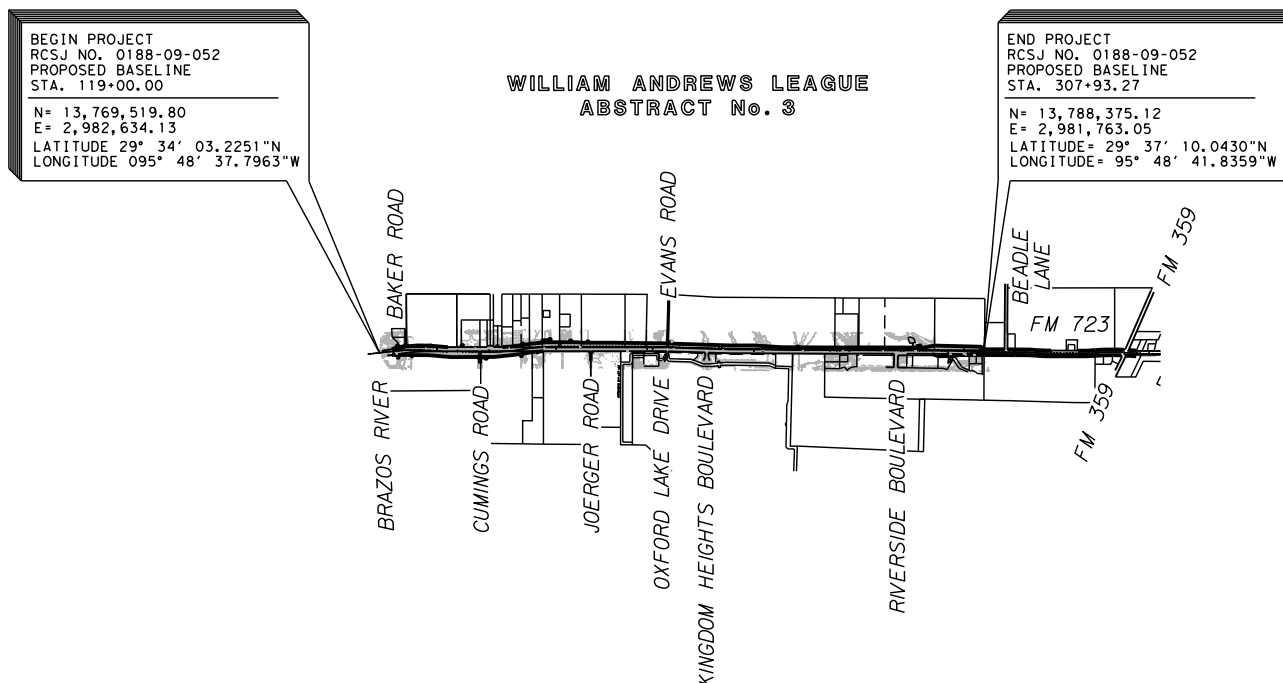 BEGIN PROJECT
RCSJ NO. 0188-09-052
PROPOSED BASELINE
STA. 119+00.00
N= 13,769,519.80
E= 2,982,634.13
LATITUDE 29° 34' 03.2251"N
LONGITUDE 095° 48' 37.7963"W
WILLIAM ANDREWS LEAGUE
ABSTRACT No. 3
END PROJECT
RCSJ NO. 0188-09-052
PROPOSED BASELINE
STA. 307+93.27
N= 13,788,375.12
E= 2,981,763.05
LATITUDE= 29° 37' 10.0430"N
LONGITUDE= 95° 48' 41.8359"W
BAKER ROAD
EVANS ROAD
BEADLE
LANE
FM 359
FM 723
BRAZOS RIVER
CUMINGS ROAD
JOERGER ROAD
OXFORD LAKE DRIVE
KINGDOM HEIGHTS BOULEVARD
RIVERSIDE BOULEVARD
FM 359